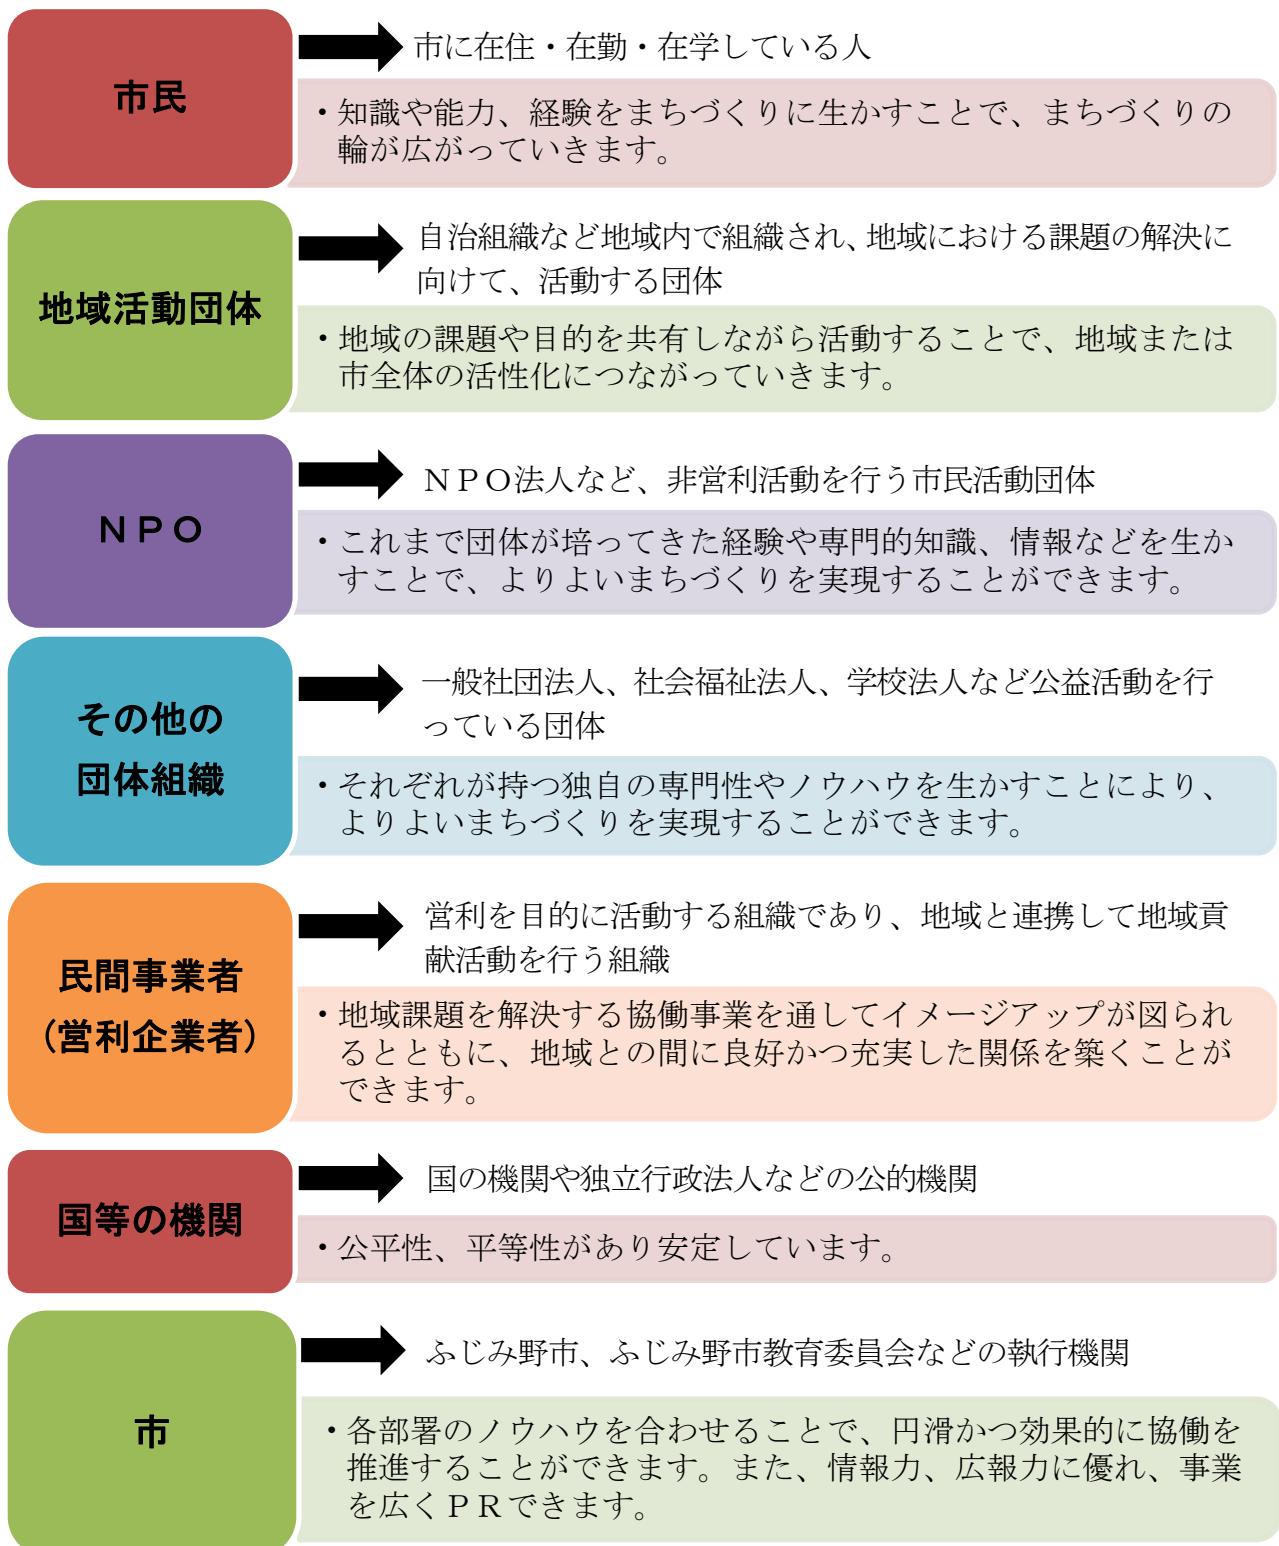 市民
市に在住・在勤・在学している人
・知識や能力、経験をまちづくりに生かすことで、まちづくりの
輪が広がっていきます。
地域活動団体
自治組織など地域内で組織され、地域における課題の解決に
向けて、活動する団体
・地域の課題や目的を共有しながら活動することで、地域または
市全体の活性化につながっていきます。
ＮＰＯ
ＮＰＯ法人など、非営利活動を行う市民活動団体
・これまで団体が培ってきた経験や専門的知識、情報などを生か
すことで、よりよいまちづくりを実現することができます。
その他の
団体組織
一般社団法人、社会福祉法人、学校法人など公益活動を行
っている団体
・それぞれが持つ独自の専門性やノウハウを生かすことにより、
よりよいまちづくりを実現することができます。
民間事業者
（営利企業者）
営利を目的に活動する組織であり、地域と連携して地域貢
献活動を行う組織
・地域課題を解決する協働事業を通してイメージアップが図られ
るとともに、地域との間に良好かつ充実した関係を築くことが
できます。
国等の機関
国の機関や独立行政法人などの公的機関
・公平性、平等性があり安定しています。
市
ふじみ野市、ふじみ野市教育委員会などの執行機関
・各部署のノウハウを合わせることで、円滑かつ効果的に協働を
推進することができます。また、情報力、広報力に優れ、事業
を広くＰＲできます。